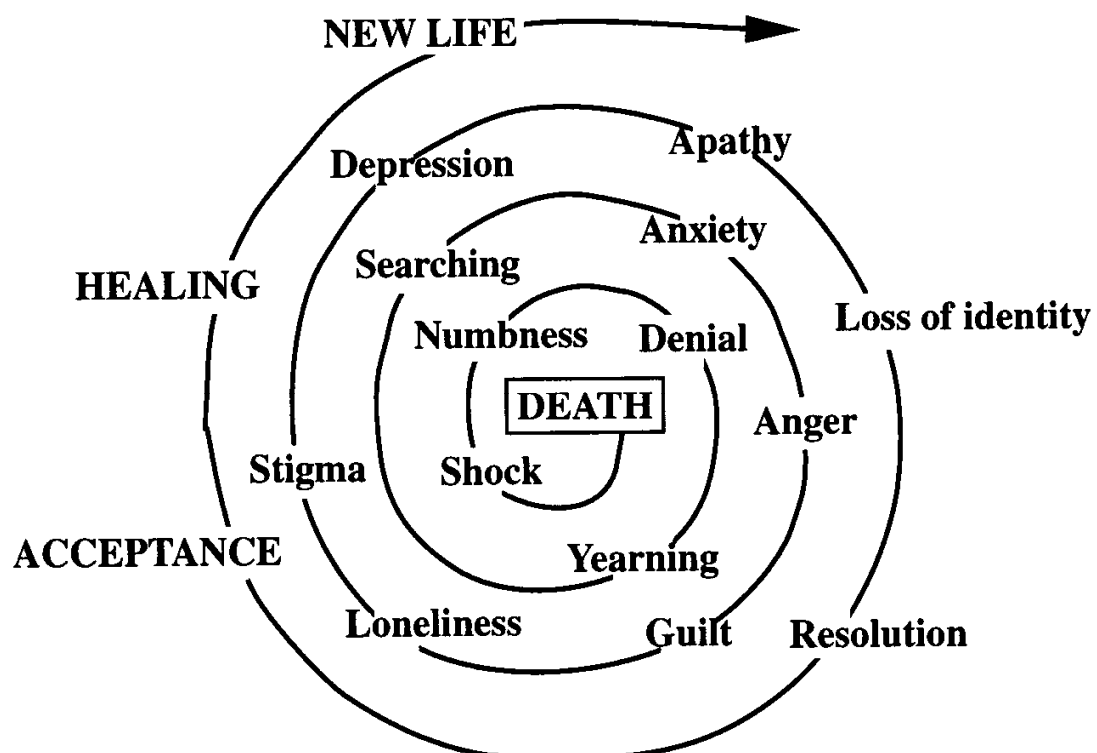 NEW LIFE
Depression
Apathy
Searching
Anxiety
HEALING
Numbness
Denial
Loss of identity
DEATH
Anger
Stigma
Shock
ACCEPTANCE
Yearning
Loneliness
Guilt
Resolution